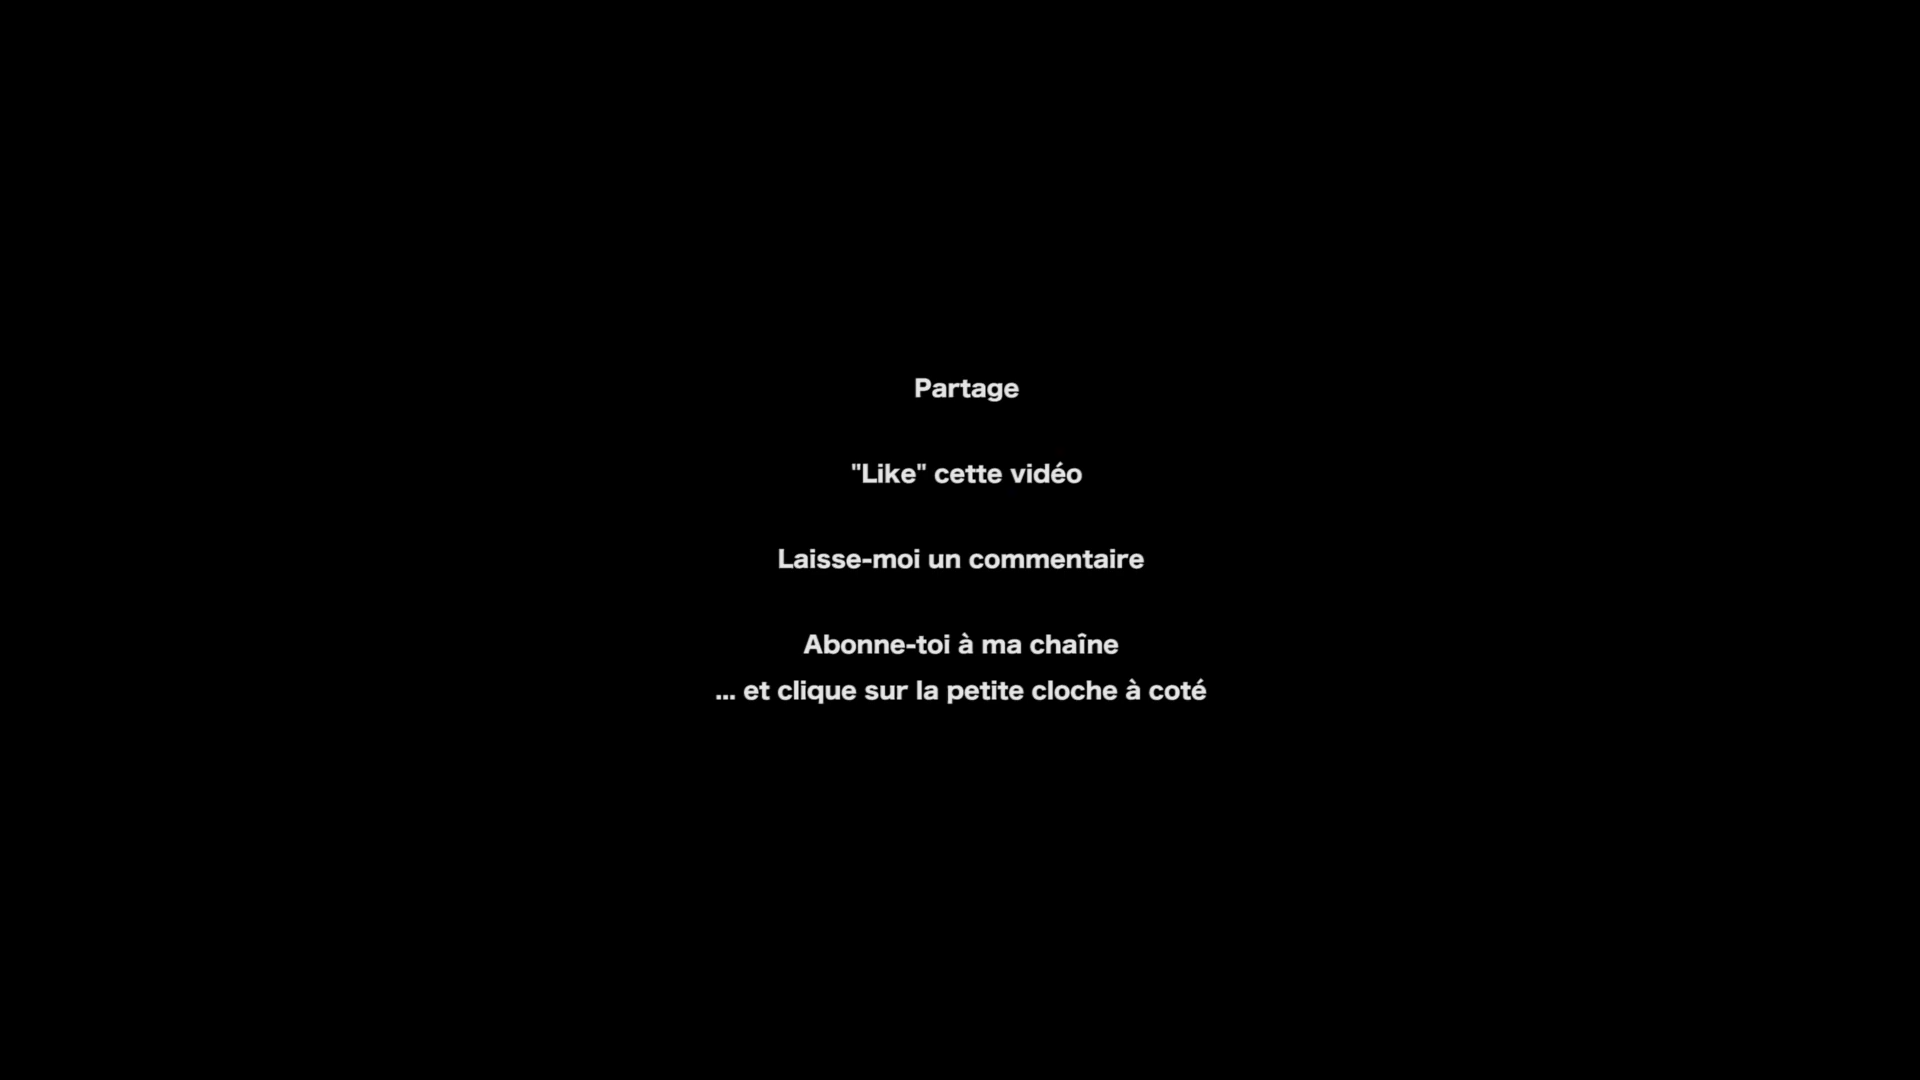 Partage
"Like" cette vidéo
Laisse-moi un commentaire
Abonne-toi à ma chaîne
... et clique sur la petite cloche à coté